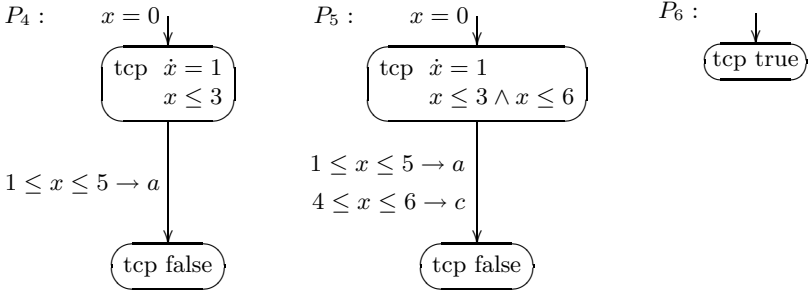 P₄ : x = 0
tcp ẋ = 1
x ≤ 3
1 ≤ x ≤ 5 → a
tcp false
P₅ : x = 0
tcp ẋ = 1
x ≤ 3 ∧ x ≤ 6
1 ≤ x ≤ 5 → a
4 ≤ x ≤ 6 → c
tcp false
P₆ :
tcp true